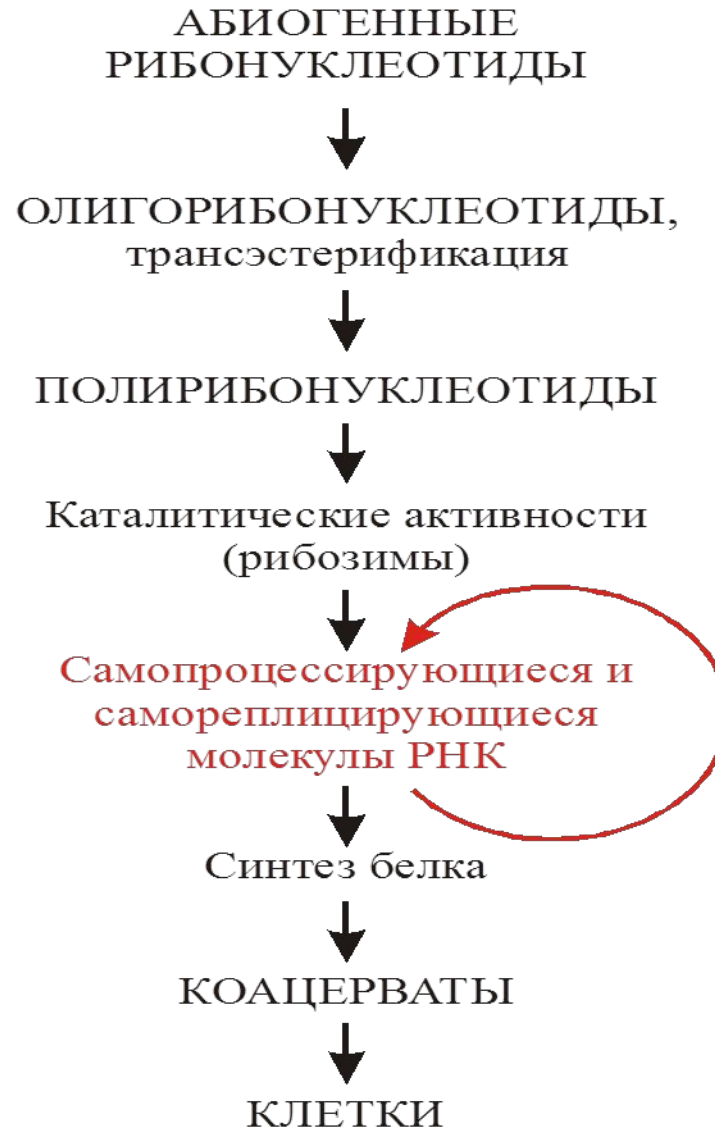 АБИОГЕННЫЕ
РИБОНУКЛЕОТИДЫ
ОЛИГОРИБОНУКЛЕОТИДЫ,
трансэстерификация
ПОЛИРИБОНУКЛЕОТИДЫ
Каталитические активности
(рибозимы)
Самопроцессирующиеся и
самореплицирующиеся
молекулы РНК
Синтез белка
КОАЦЕРВАТЫ
КЛЕТКИ